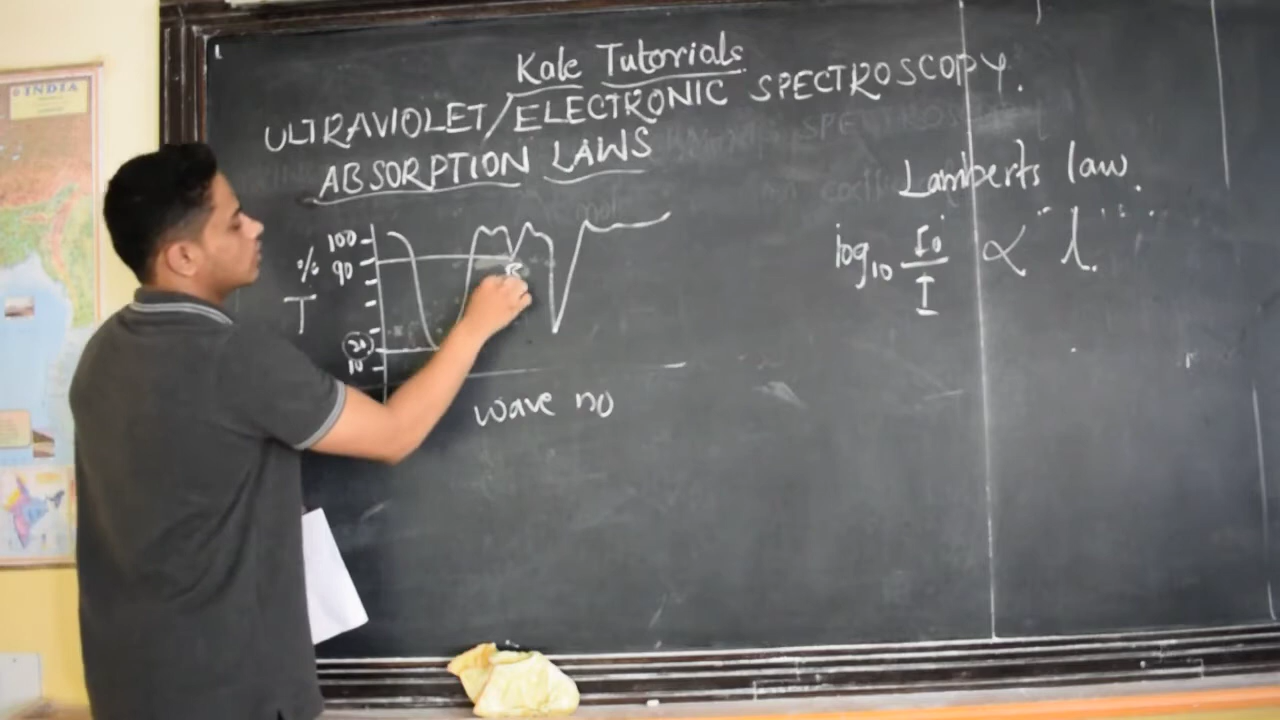 INDIA
Kale Tutorials
ULTRAVIOLET/ELECTRONIC SPECTROSCOPY.
ABSORPTION LAWS
Lamberts law.
log10 I0/I ∝ l.
100
90
% T
20
10
wave no